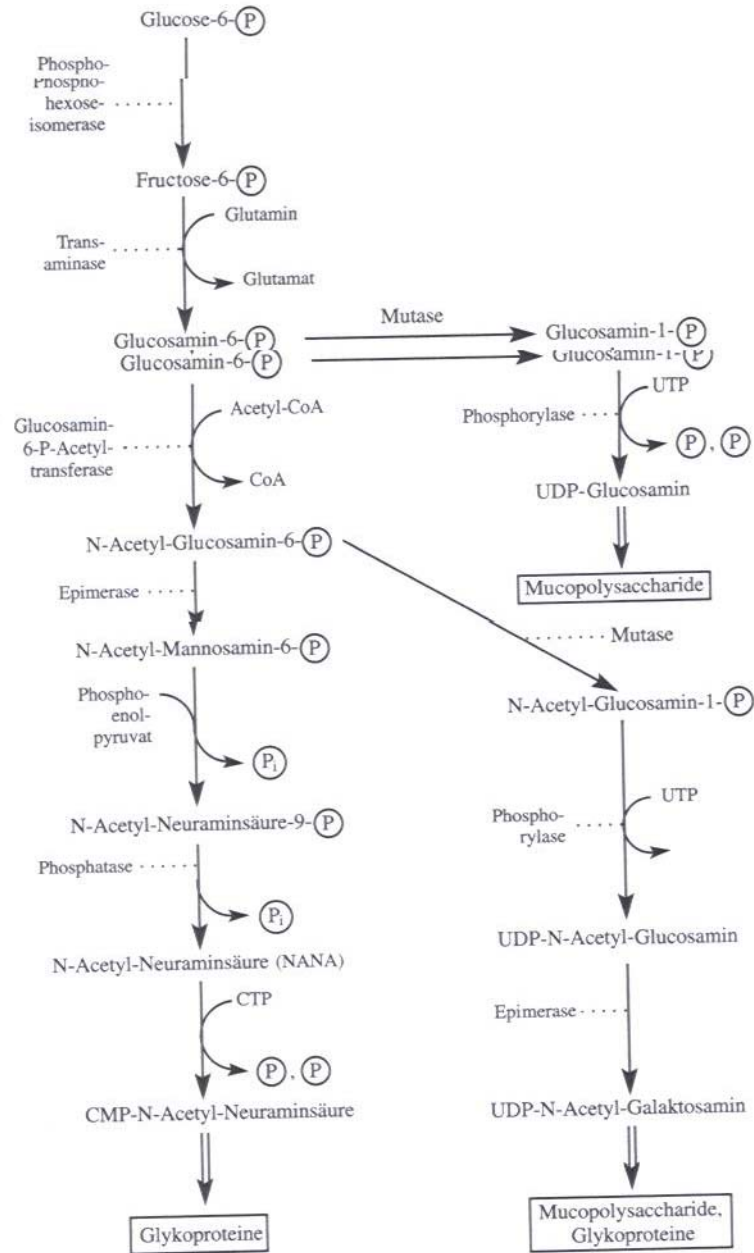 Glucose-6-P
Phospho-
Phospho-
hexose-
isomerase
Fructose-6-P
Glutamin
Trans-
aminase
Glutamat
Glucosamin-6-P
Mutase
Glucosamin-1-P
Glucosamin-6-P
Glucosamin-1-P
Glucosamin-
6-P-Acetyl-
transferase
Acetyl-CoA
CoA
Phosphorylase
UTP
P, P
UDP-Glucosamin
Mucopolysaccharide
N-Acetyl-Glucosamin-6-P
Epimerase
Mutase
N-Acetyl-Mannosamin-6-P
Phospho-
enol-
pyruvat
Pi
N-Acetyl-Glucosamin-1-P
Phospho-
rylase
UTP
N-Acetyl-Neuraminsäure-9-P
Phosphatase
Pi
N-Acetyl-Neuraminsäure (NANA)
UDP-N-Acetyl-Glucosamin
CTP
P, P
Epimerase
CMP-N-Acetyl-Neuraminsäure
UDP-N-Acetyl-Galaktosamin
Glykoproteine
Mucopolysaccharide,
Glykoproteine